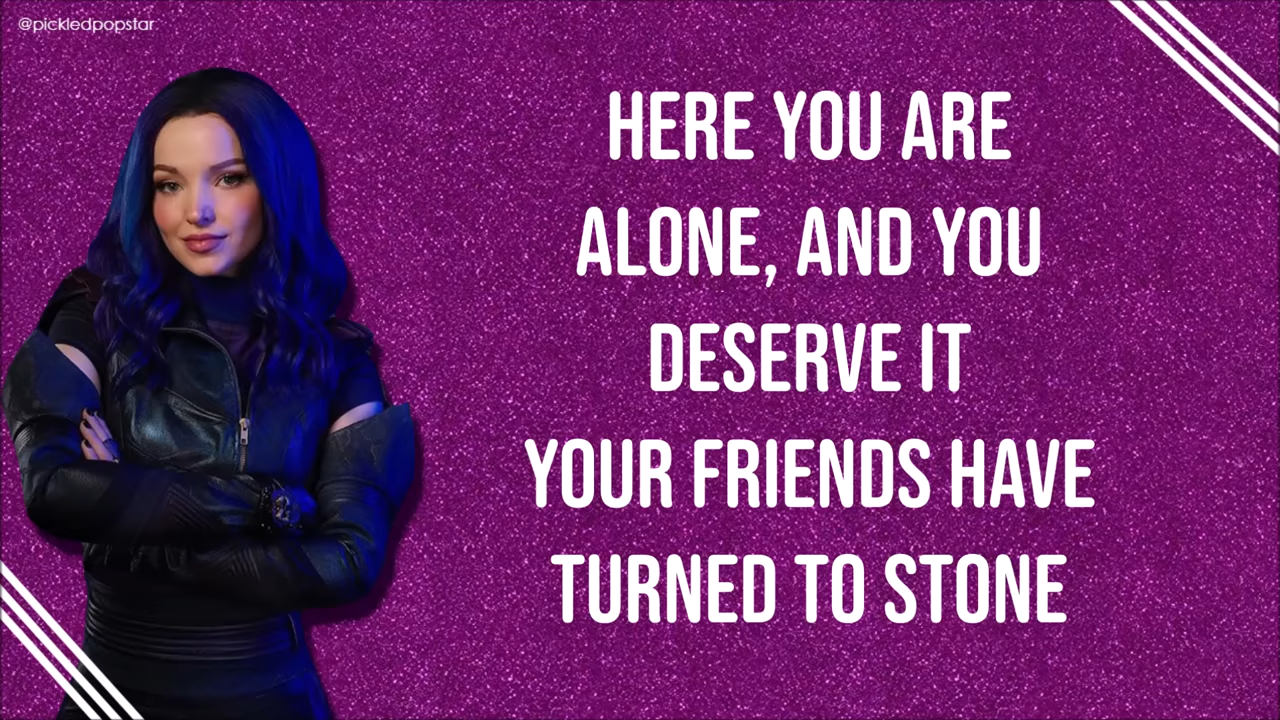 @pickledpopstar
HERE YOU ARE
ALONE, AND YOU
DESERVE IT
YOUR FRIENDS HAVE
TURNED TO STONE